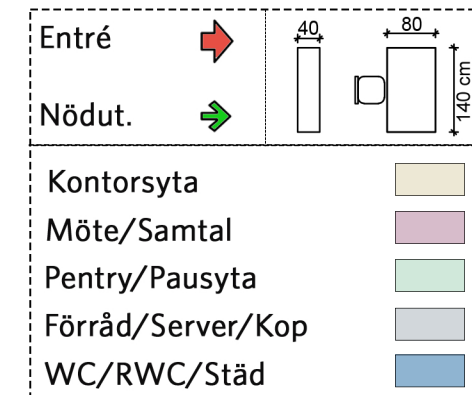 Entré
40
80
140 cm
Nödut.
Kontorsyta
Möte/Samtal
Pentry/Pausyta
Förråd/Server/Kop
WC/RWC/Städ